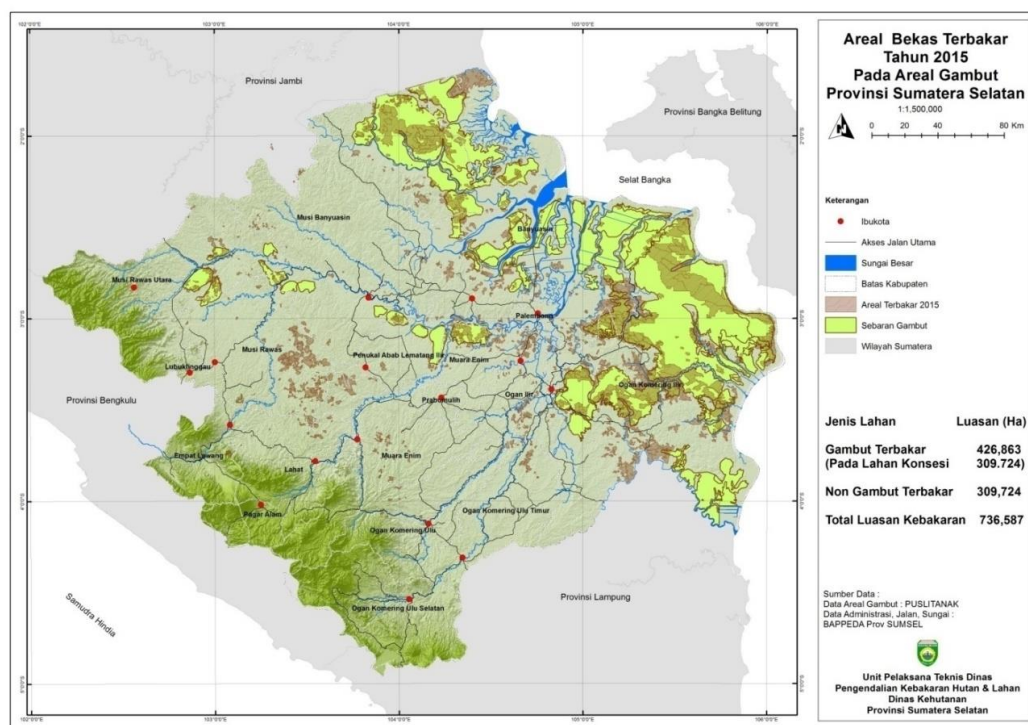 Areal Bekas Terbakar
Tahun 2015
Pada Areal Gambut
Provinsi Sumatera Selatan
1:1,500,000
0 20 40 60 80 Km
Keterangan
Ibukota
Akses Jalan Utama
Sungai Besar
Batas Kabupaten
Areal Terbakar 2015
Sebaran Gambut
Wilayah Sumatera
Jenis Lahan Luasan (Ha)
Gambut Terbakar 426,863
(Pada Lahan Konsesi 309.724)
Non Gambut Terbakar 309,724
Total Luasan Kebakaran 736,587
Sumber Data :
Data Areal Gambut : PUSLITANAK
Data Administrasi, Jalan, Sungai :
BAPPEDA Prov SUMSEL
Unit Pelaksana Teknis Dinas
Pengendalian Kebakaran Hutan & Lahan
Dinas Kehutanan
Provinsi Sumatera Selatan
Provinsi Jambi
Provinsi Bangka Belitung
Selat Bangka
Musi Banyuasin
Banyuasin
Musi Rawas Utara
Palembang
Musi Rawas
Penukal Abab Lematang Ilir
Muara Enim
Lubuklinggau
Ogan Komering Ilir
Provinsi Bengkulu
Prabumulih
Ogan Ilir
Empat Lawang
Lahat
Muara Enim
Pagar Alam
Ogan Komering Ulu Timur
Ogan Komering Ulu
Ogan Komering Ulu Selatan
Provinsi Lampung
Samudra Hindia